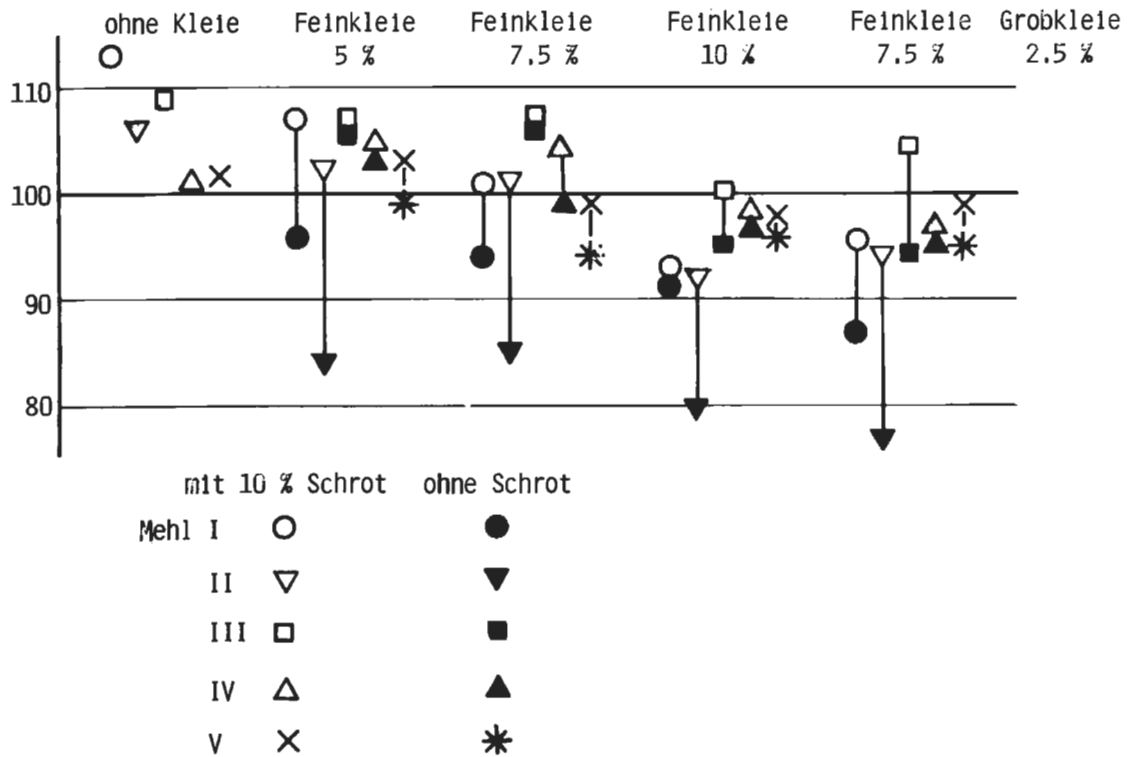 ohne Kleie Feinkleie Feinkleie Feinkleie Feinkleie Grobkleie
5 % 7,5 % 10 % 7.5 % 2.5 %
110
100
90
80
mit 10 % Schrot ohne Schrot
Mehl I
II
III
IV
V